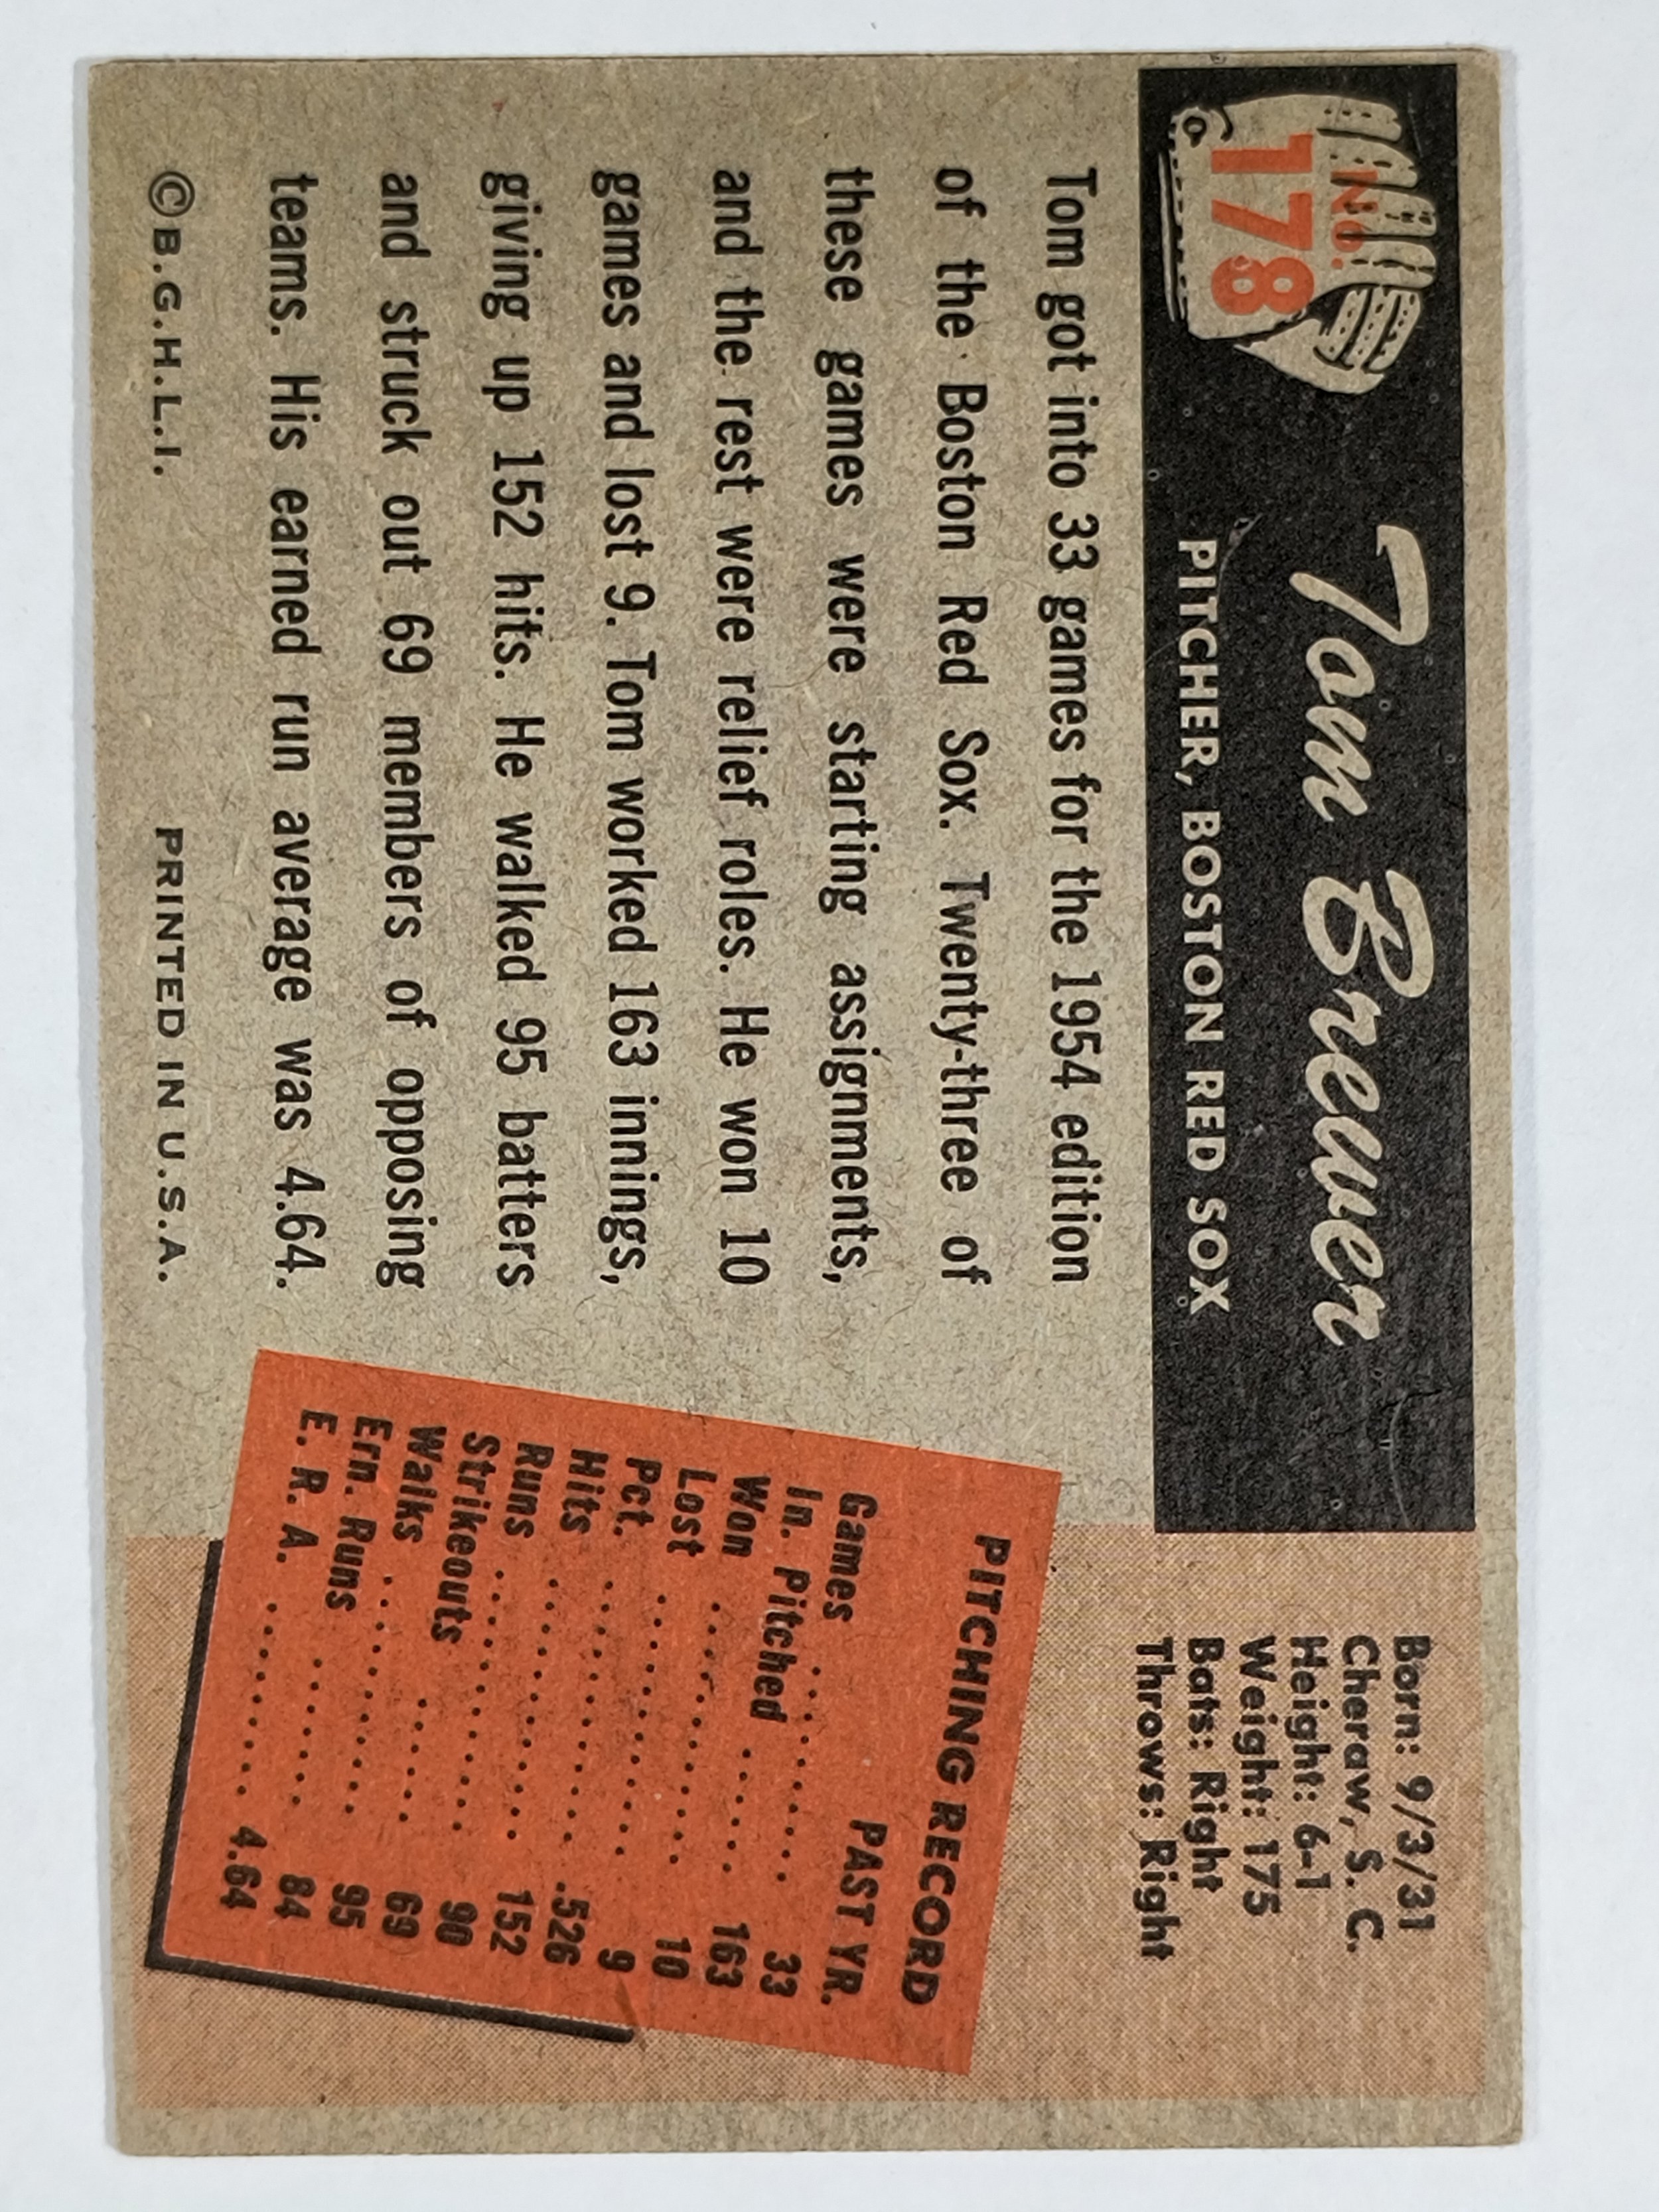 No.
178
Tom Brewer
PITCHER, BOSTON RED SOX
Born: 9/3/31
Cheraw, S. C.
Height: 6-1
Weight: 175
Bats: Right
Throws: Right
Tom got into 33 games for the 1954 edition
of the Boston Red Sox. Twenty-three of
these games were starting assignments,
and the rest were relief roles. He won 10
games and lost 9. Tom worked 163 innings,
giving up 152 hits. He walked 95 batters
and struck out 69 members of opposing
teams. His earned run average was 4.64.
PITCHING RECORD
PAST YR.
Games .......... 33
In. Pitched ...... 163
Won ............. 10
Lost ............. 9
Pct. ............. .526
Hits ............. 152
Runs ............ 90
Strikeouts ...... 69
Walks ........... 95
Ern. Runs ....... 84
E. R. A. .......... 4.64
© B.G.H.L.I. PRINTED IN U.S.A.